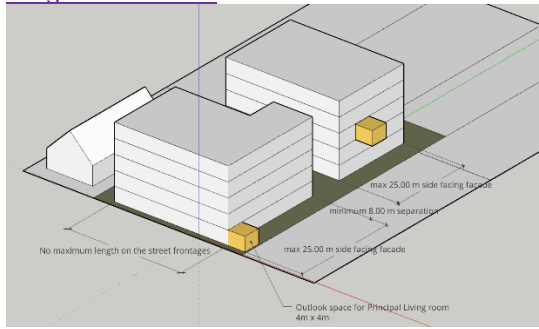 max 25.00 m side facing facade
minimum 8.00 m separation
No maximum length on the street frontages
max 25.00 m side facing facade
Outlook space for Principal Living room
4m x 4m